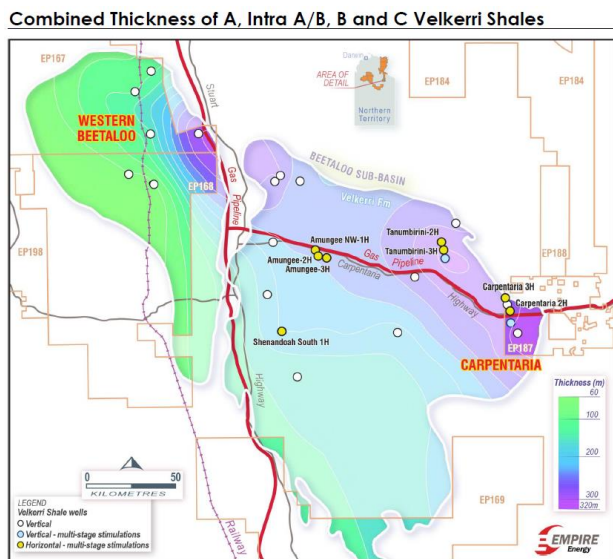 Combined Thickness of A, Intra A/B, B and C Velkerri Shales
EP167
Darwin
AREA OF
DETAIL
Northern
Territory
EP184
EP184
WESTERN
BEETALOO
Stuart
BEETALOO SUB-BASIN
EP168
Gas
Pipeline
Velkerri Fm
Tanumbirini-2H
Amungee NW-1H
Tanumbirini-3H
EP198
Gas
Pipeline
EP188
Amungee-2H
Carpentaria
Amungee-3H
Carpentaria 3H
Highway
Carpentaria 2H
Shenandoah South 1H
EP187
CARPENTARIA
Highway
Thickness (m)
60
100
200
300
320m
0
50
KILOMETRES
EP169
LEGEND
Velkerri Shale wells
Vertical
Vertical - multi-stage stimulations
Horizontal - multi-stage stimulations
Railway
EMPIRE
Energy